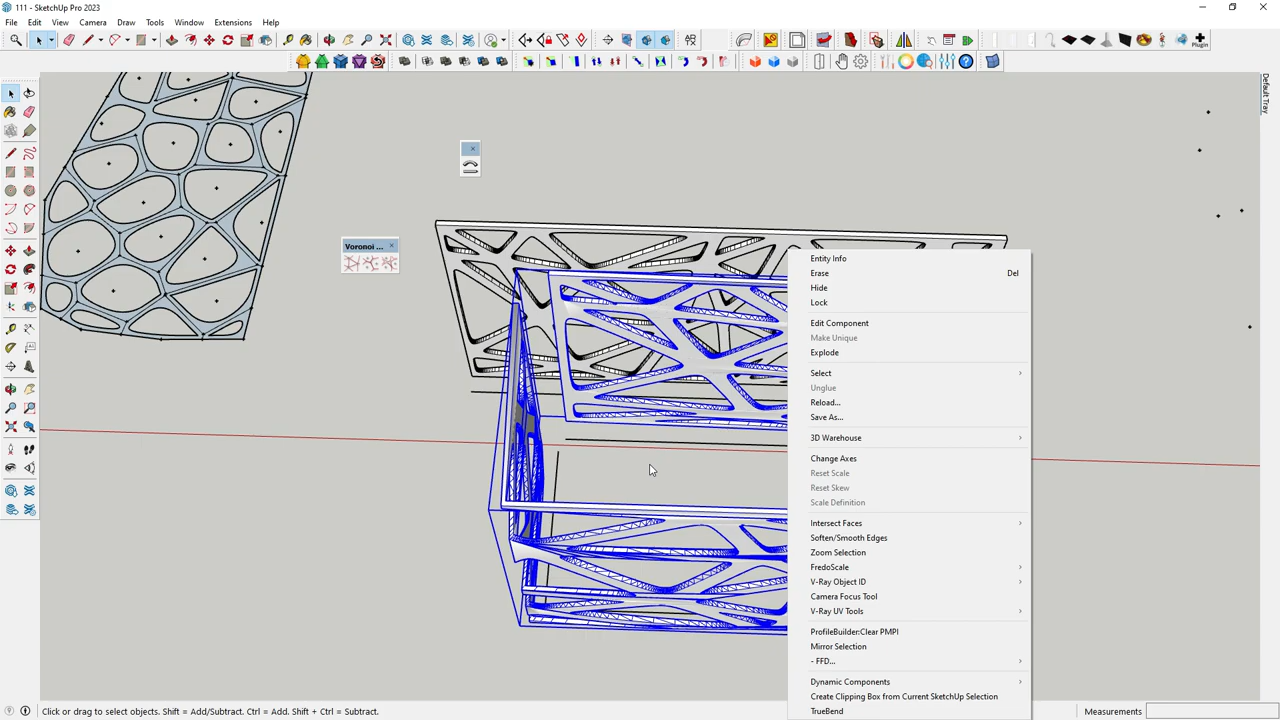 111 - SketchUp Pro 2023
File Edit View Camera Draw Tools Window Extensions Help
Plugin
Default Tray
Voronoi ...
Entity Info
Erase Del
Hide
Lock
Edit Component
Make Unique
Explode
Select
Unglue
Reload...
Save As...
3D Warehouse
Change Axes
Reset Scale
Reset Skew
Scale Definition
Intersect Faces
Soften/Smooth Edges
Zoom Selection
FredoScale
V-Ray Object ID
Camera Focus Tool
V-Ray UV Tools
ProfileBuilder:Clear PMPI
Mirror Selection
- FFD...
Dynamic Components
Create Clipping Box from Current SketchUp Selection
TrueBend
Click or drag to select objects. Shift = Add/Subtract. Ctrl = Add. Shift + Ctrl = Subtract. Measurements